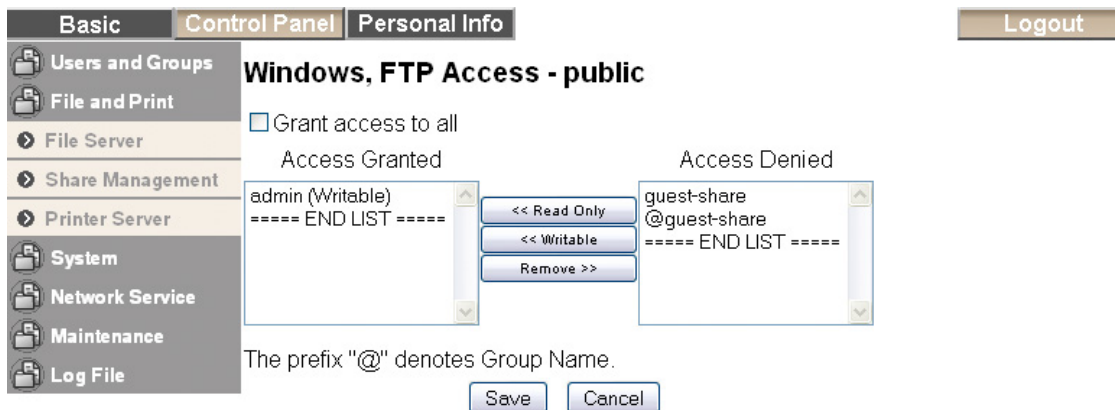 Basic Control Panel Personal Info Logout
Users and Groups
File and Print
File Server
Share Management
Printer Server
System
Network Service
Maintenance
Log File
Windows, FTP Access - public
Grant access to all
Access Granted
admin (Writable)
===== END LIST =====
<< Read Only
<< Writable
Remove >>
Access Denied
guest-share
@guest-share
===== END LIST =====
The prefix "@" denotes Group Name.
Save Cancel